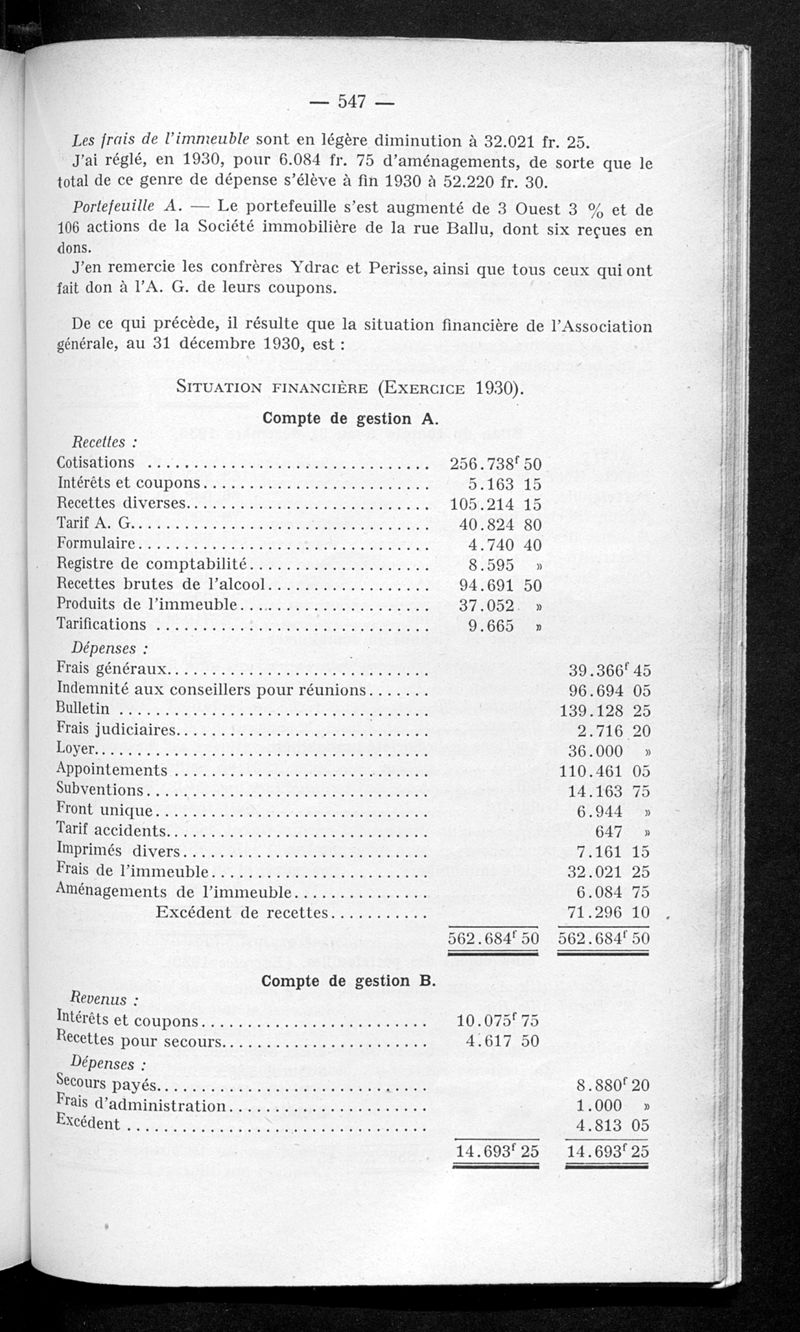 — 547 —
Les frais de l'immeuble sont en légère diminution à 32.021 fr. 25.
J'ai réglé, en 1930, pour 6.084 fr. 75 d'aménagements, de sorte que le
total de ce genre de dépense s'élève à fin 1930 à 52.220 fr. 30.
Portefeuille A. — Le portefeuille s'est augmenté de 3 Ouest 3 % et de
106 actions de la Société immobilière de la rue Ballu, dont six reçues en
dons.
J'en remercie les confrères Ydrac et Perisse, ainsi que tous ceux qui ont
fait don à l'A. G. de leurs coupons.
De ce qui précède, il résulte que la situation financière de l'Association
générale, au 31 décembre 1930, est :
SITUATION FINANCIÈRE (EXERCICE 1930).
Compte de gestion A.
Recettes :
Cotisations .............................. 256.738f 50
Intérêts et coupons......................... 5.163 15
Recettes diverses........................... 105.214 15
Tarif A. G................................. 40.824 80
Formulaire................................ 4.740 40
Registre de comptabilité.................... 8.595 »
Recettes brutes de l'alcool.................. 94.691 50
Produits de l'immeuble..................... 37.052 »
Tarifications .............................. 9.665 »
Dépenses :
Frais généraux............................. 39.366f 45
Indemnité aux conseillers pour réunions....... 96.694 05
Bulletin .................................. 139.128 25
Frais judiciaires............................ 2.716 20
Loyer..................................... 36.000 »
Appointements ............................ 110.461 05
Subventions............................... 14.163 75
Front unique.............................. 6.944 »
Tarif accidents............................. 647 »
Imprimés divers........................... 7.161 15
Frais de l'immeuble........................ 32.021 25
Aménagements de l'immeuble............... 6.084 75
Excédent de recettes........... 71.296 10
562.684f 50 562.684f 50
Compte de gestion B.
Revenus :
Intérêts et coupons......................... 10.075f 75
Recettes pour secours....................... 4.617 50
Dépenses :
Secours payés.............................. 8.880f 20
Frais d'administration...................... 1.000 »
Excédent ................................. 4.813 05
14.693f 25 14.693f 25